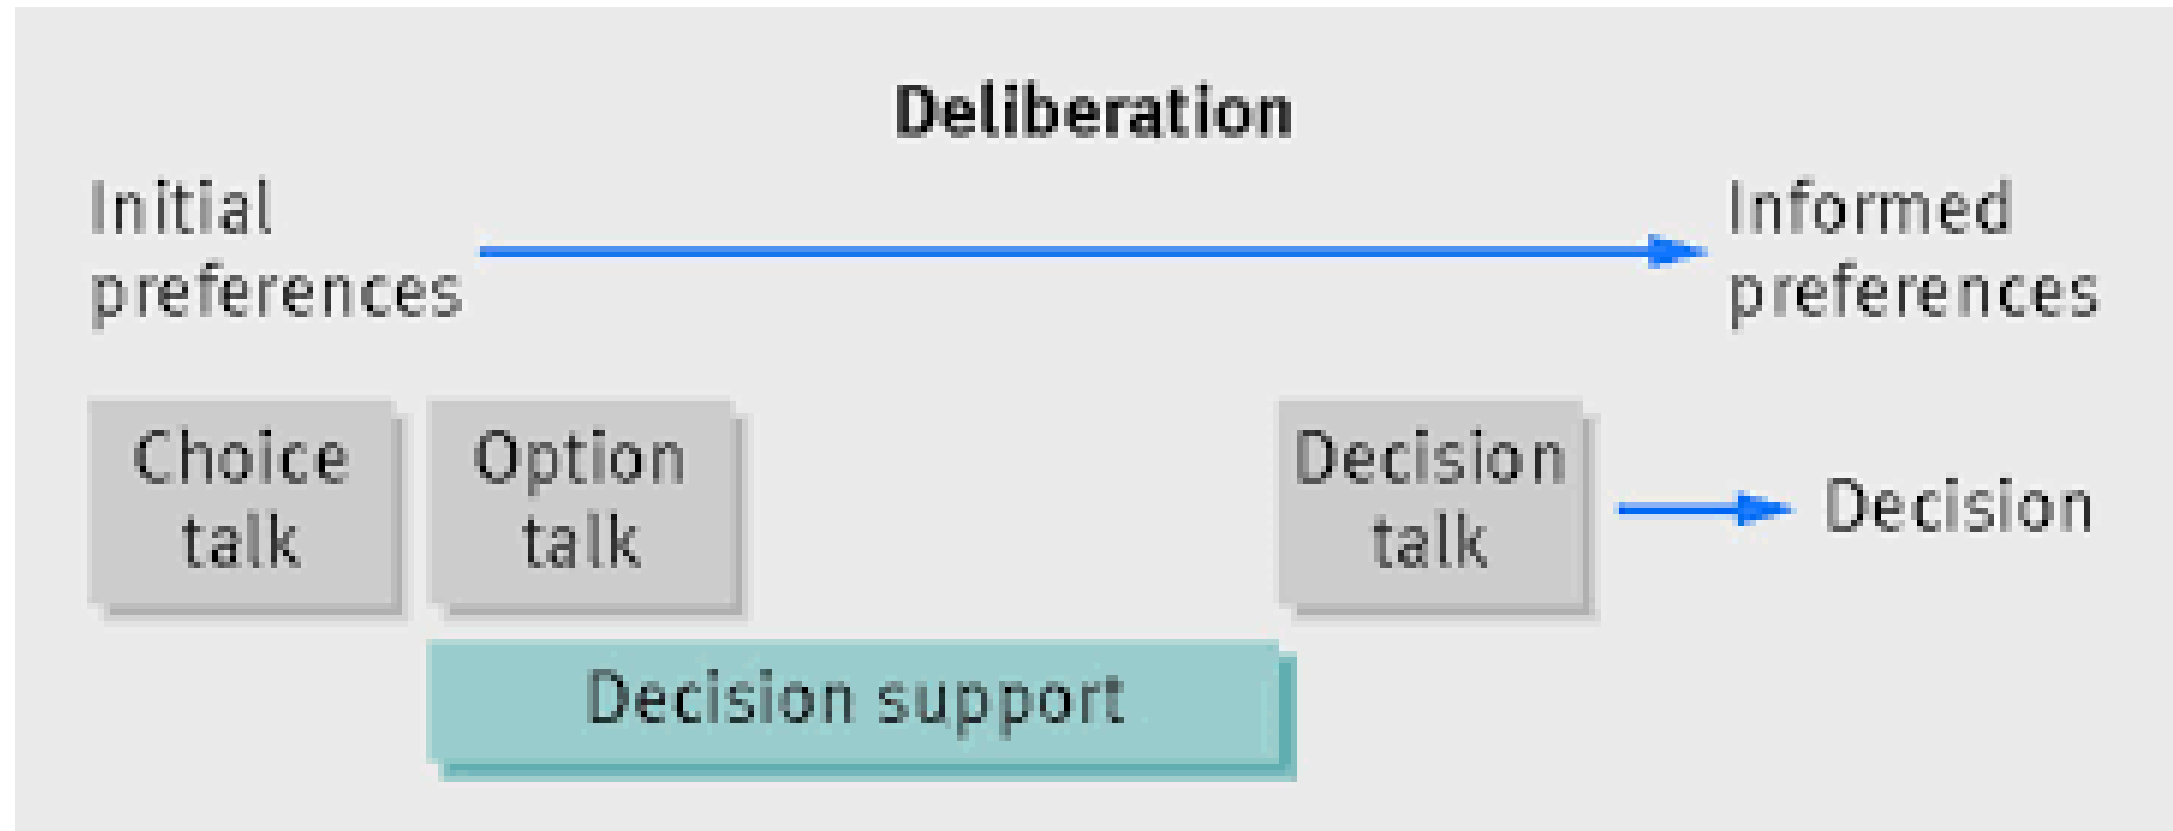 Deliberation
Initial
preferences
Informed
preferences
Choice
talk
Option
talk
Decision
talk
Decision
Decision support